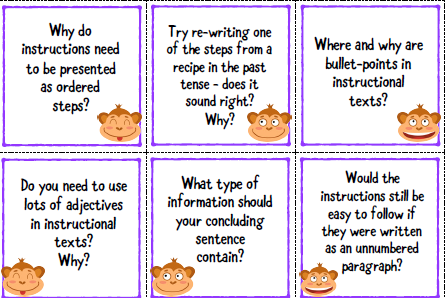 Why do
instructions need
to be presented
as ordered
steps?
Try re-writing one
of the steps from a
recipe in the past
tense - does it
sound right?
Why?
Where and why are
bullet-points in
instructional
texts?
Do you need to use
lots of adjectives
in instructional
texts?
Why?
What type of
information should
your concluding
sentence
contain?
Would the
instructions still be
easy to follow if
they were written
as an unnumbered
paragraph?